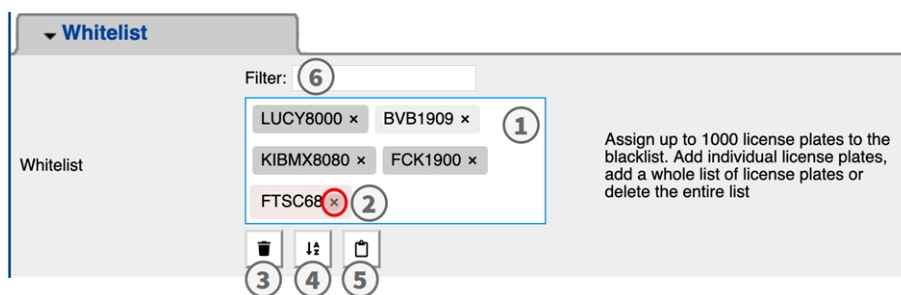 Whitelist
Filter: 6
LUCY8000 × BVB1909 × 1
Whitelist
KIBMX8080 × FCK1900 ×
FTSC68 × 2
Assign up to 1000 license plates to the
blacklist. Add individual license plates,
add a whole list of license plates or
delete the entire list
3 4 5